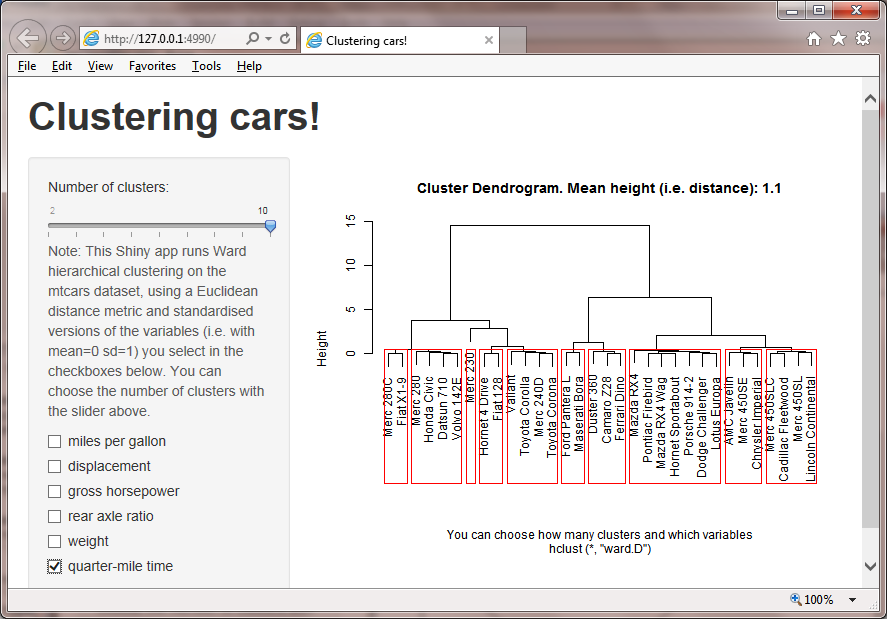 http://127.0.0.1:4990/
Clustering cars!
File Edit View Favorites Tools Help
Clustering cars!
Number of clusters:
2 10
Note: This Shiny app runs Ward
hierarchical clustering on the
mtcars dataset, using a Euclidean
distance metric and standardised
versions of the variables (i.e. with
mean=0 sd=1) you select in the
checkboxes below. You can
choose the number of clusters with
the slider above.
miles per gallon
displacement
gross horsepower
rear axle ratio
weight
quarter-mile time
Cluster Dendrogram. Mean height (i.e. distance): 1.1
Height
15
10
5
0
Merc 280C
Fiat X1-9
Merc 280
Honda Civic
Datsun 710
Volvo 142E
Merc 230
Hornet 4 Drive
Fiat 128
Valiant
Toyota Corolla
Merc 240D
Toyota Corona
Ford Pantera L
Maserati Bora
Duster 360
Camaro Z28
Ferrari Dino
Mazda RX4
Pontiac Firebird
Mazda RX4 Wag
Hornet Sportabout
Porsche 914-2
Dodge Challenger
Lotus Europa
AMC Javelin
Merc 450SE
Chrysler Imperial
Merc 450SLC
Cadillac Fleetwood
Merc 450SL
Lincoln Continental
You can choose how many clusters and which variables
hclust (*, "ward.D")
100%